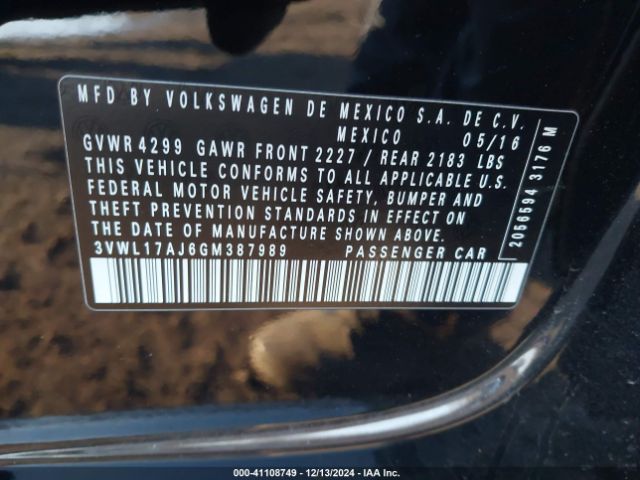 MFD BY VOLKSWAGEN DE MEXICO S.A. DE C.V.
MEXICO 05/16
GVWR 4299 GAWR FRONT 2227 / REAR 2183 LBS
THIS VEHICLE CONFORMS TO ALL APPLICABLE U.S.
FEDERAL MOTOR VEHICLE SAFETY, BUMPER AND
THEFT PREVENTION STANDARDS IN EFFECT ON
THE DATE OF MANUFACTURE SHOWN ABOVE.
3VWL17AJ6GM387989 PASSENGER CAR
2056594 3176 M
000-41108749 - 12/13/2024 - IAA Inc.